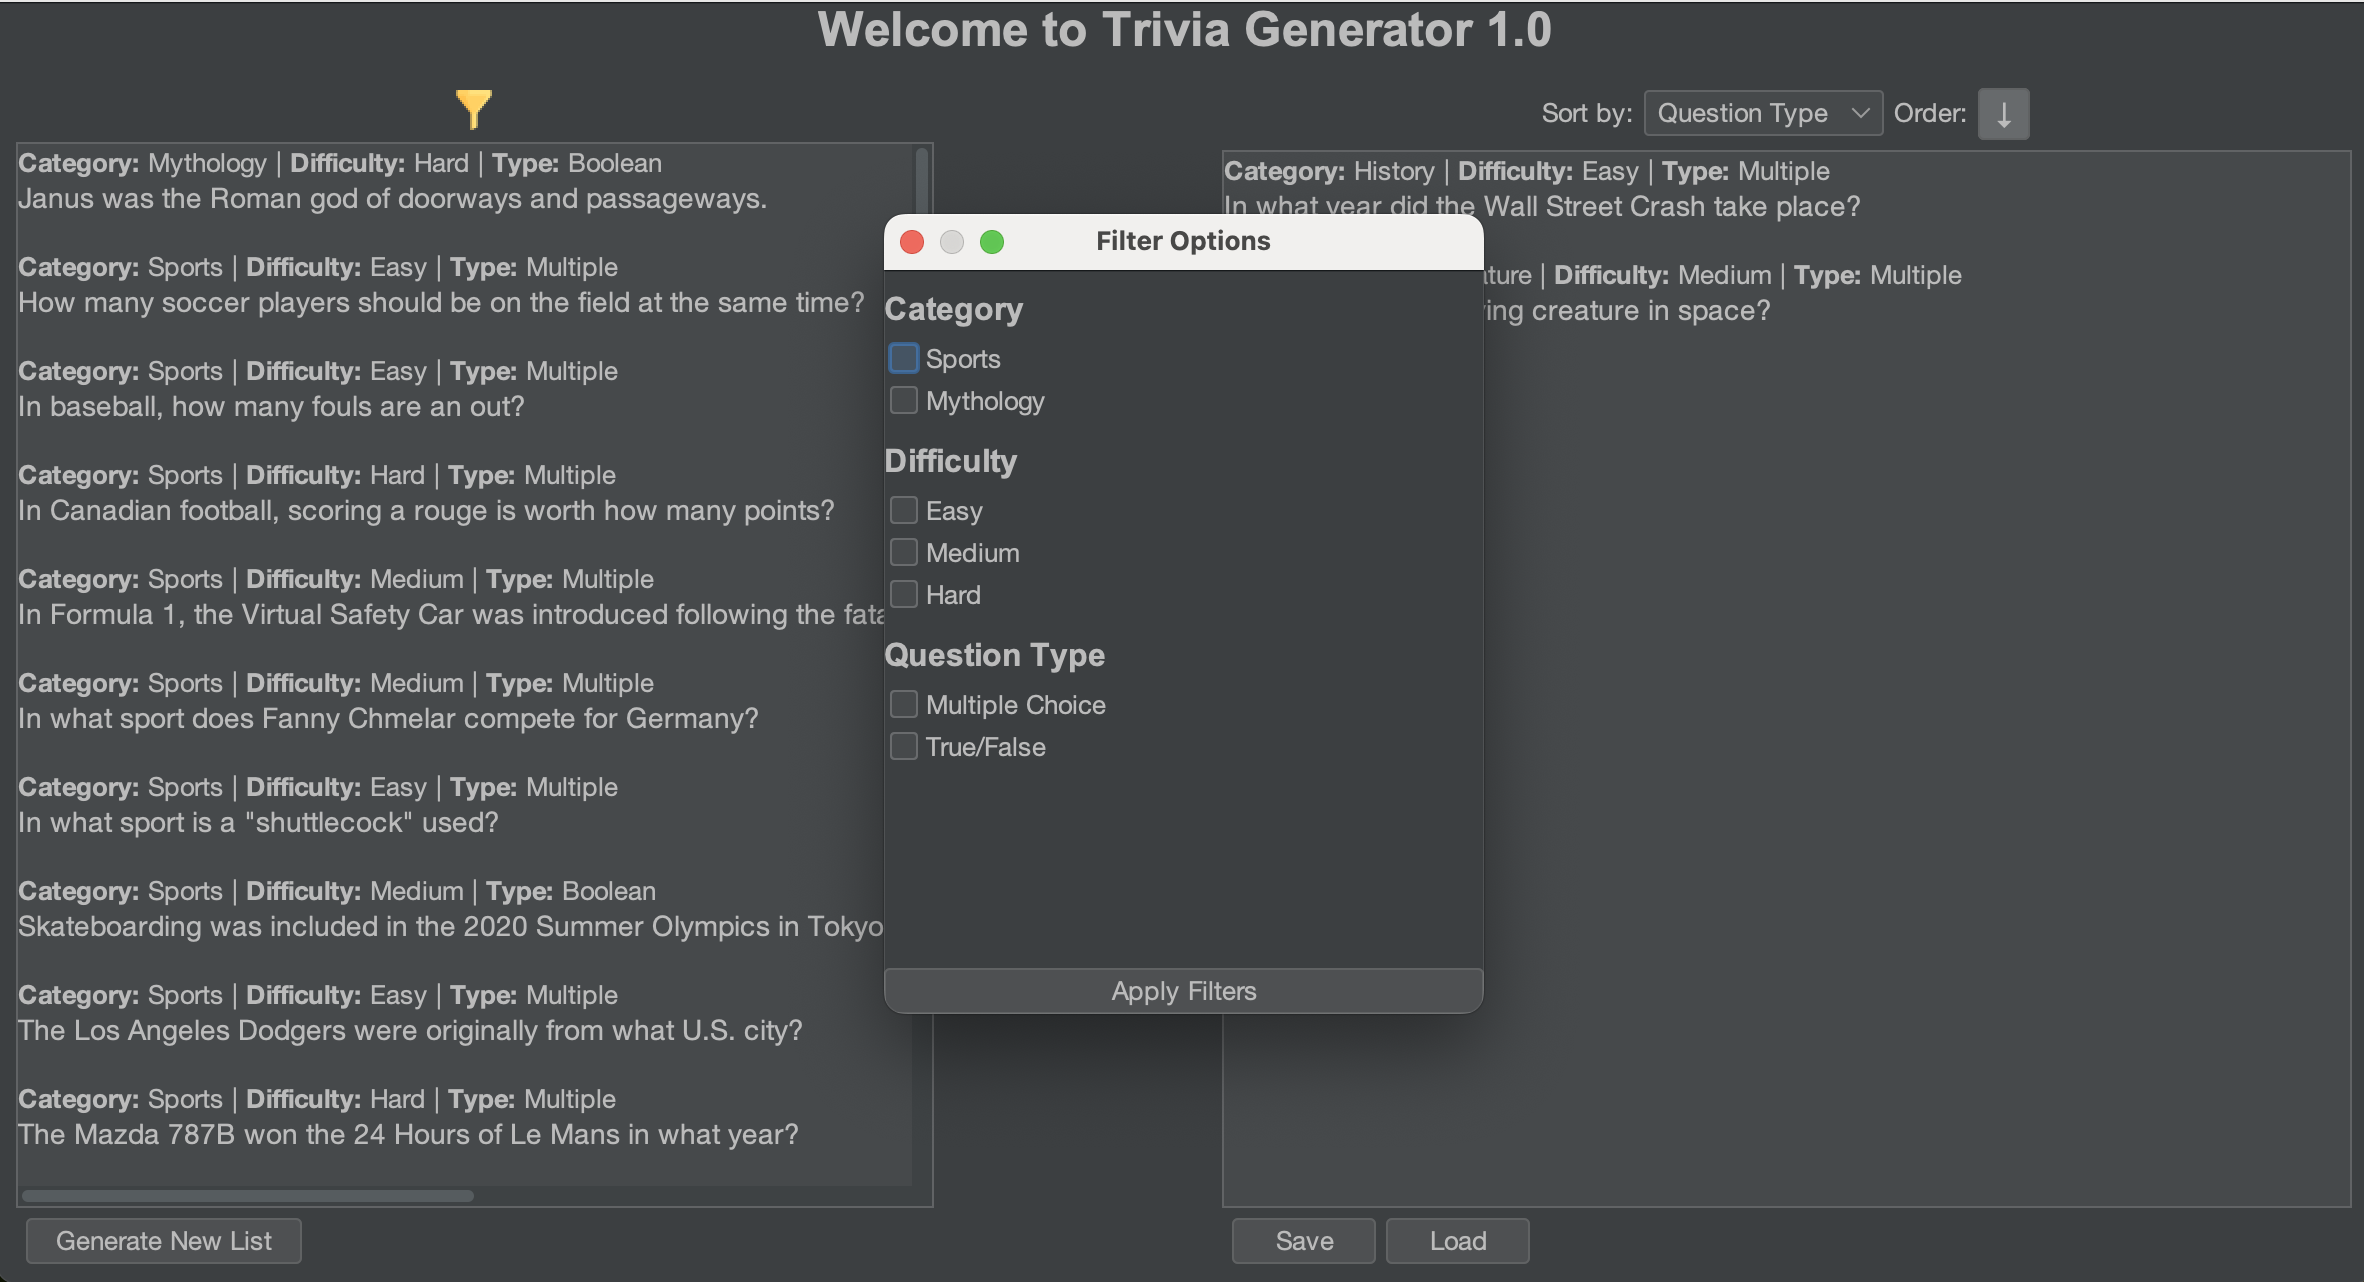 Welcome to Trivia Generator 1.0
Sort by: Question Type Order: ↓
Category: Mythology | Difficulty: Hard | Type: Boolean
Janus was the Roman god of doorways and passageways.
Category: Sports | Difficulty: Easy | Type: Multiple
How many soccer players should be on the field at the same time?
Category: Sports | Difficulty: Easy | Type: Multiple
In baseball, how many fouls are an out?
Category: Sports | Difficulty: Hard | Type: Multiple
In Canadian football, scoring a rouge is worth how many points?
Category: Sports | Difficulty: Medium | Type: Multiple
In Formula 1, the Virtual Safety Car was introduced following the
Category: Sports | Difficulty: Medium | Type: Multiple
In what sport does Fanny Chmelar compete for Germany?
Category: Sports | Difficulty: Easy | Type: Multiple
In what sport is a "shuttlecock" used?
Category: Sports | Difficulty: Medium | Type: Boolean
Skateboarding was included in the 2020 Summer Olympics in Tokyo
Category: Sports | Difficulty: Easy | Type: Multiple
The Los Angeles Dodgers were originally from what U.S. city?
Category: Sports | Difficulty: Hard | Type: Multiple
The Mazda 787B won the 24 Hours of Le Mans in what year?
Generate New List
Filter Options
Category
Sports
Mythology
Difficulty
Easy
Medium
Hard
Question Type
Multiple Choice
True/False
Apply Filters
Category: History | Difficulty: Easy | Type: Multiple
In what year did the Wall Street Crash take place?
| Difficulty: Medium | Type: Multiple
creature in space?
Save
Load